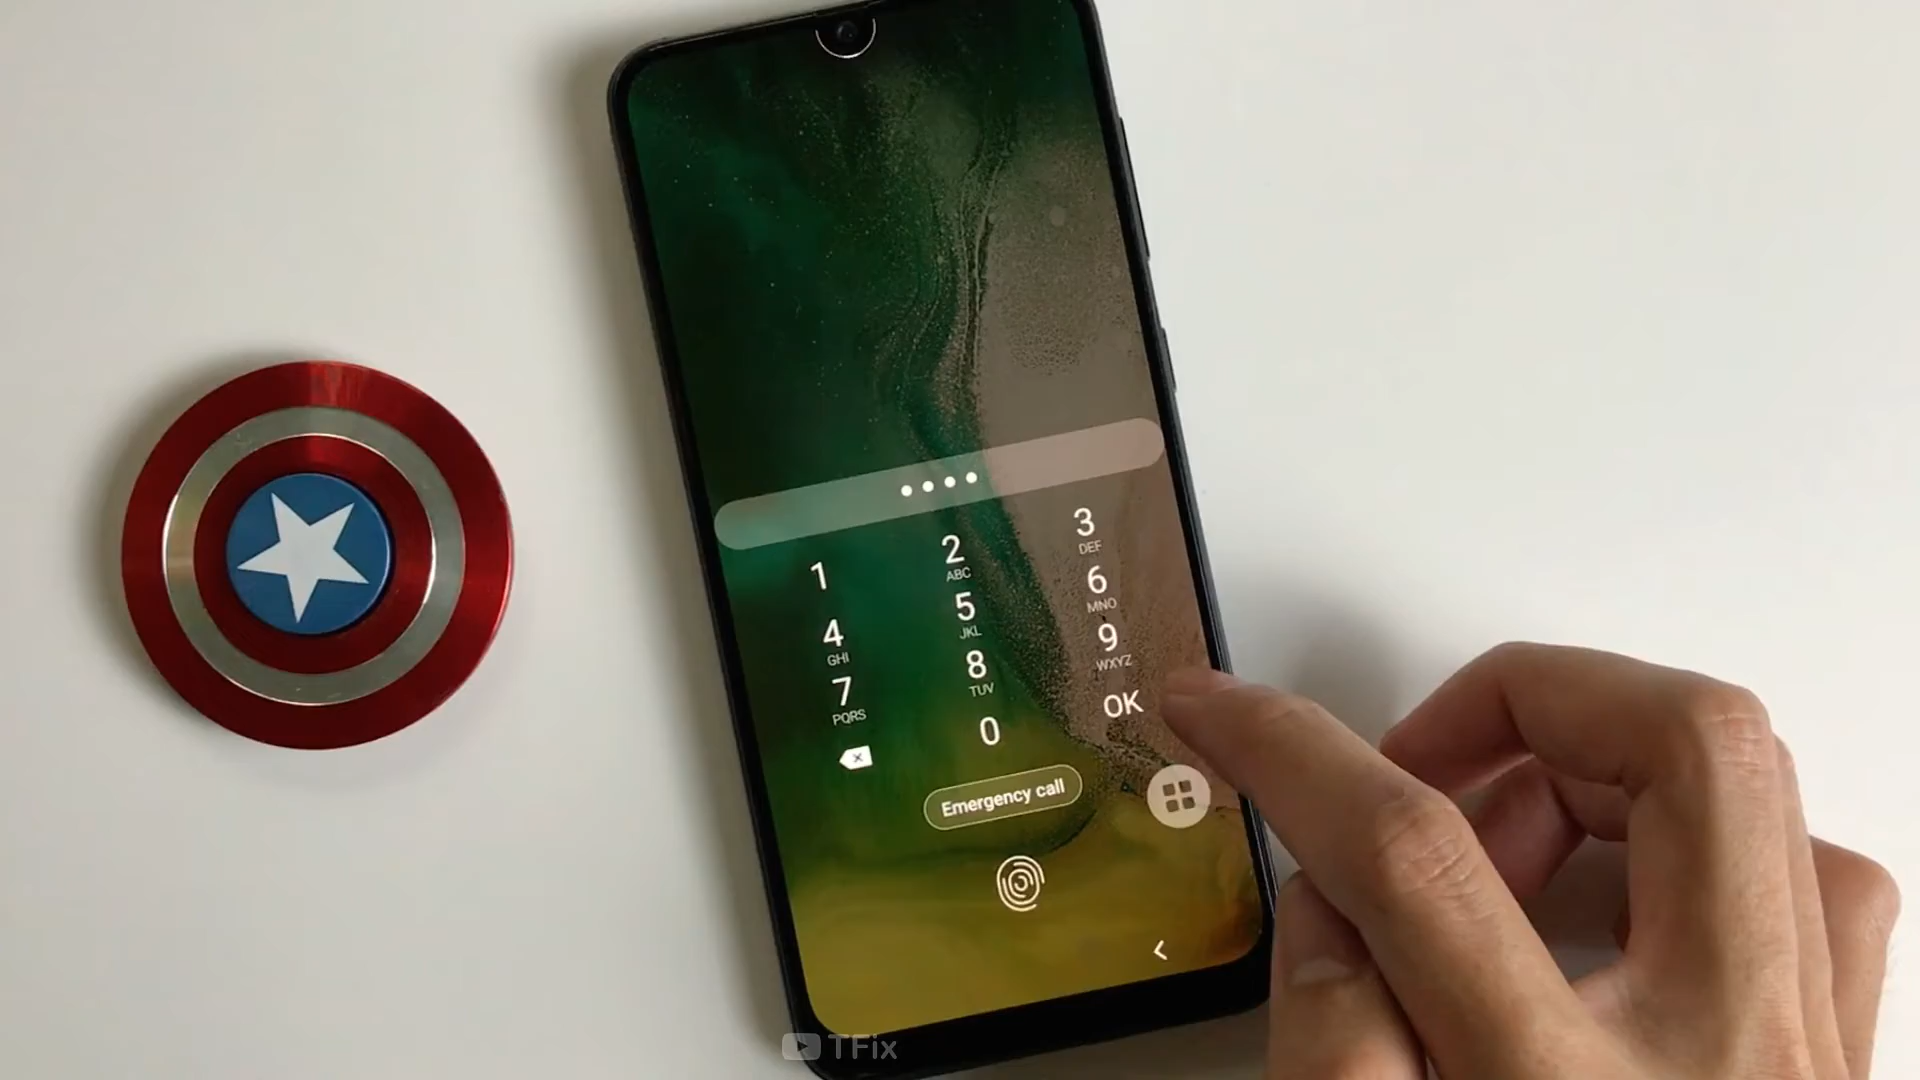 1
2
ABC
3
DEF
4
GHI
5
JKL
6
MNO
7
PQRS
8
TUV
9
WXYZ
0
OK
Emergency call
TFix